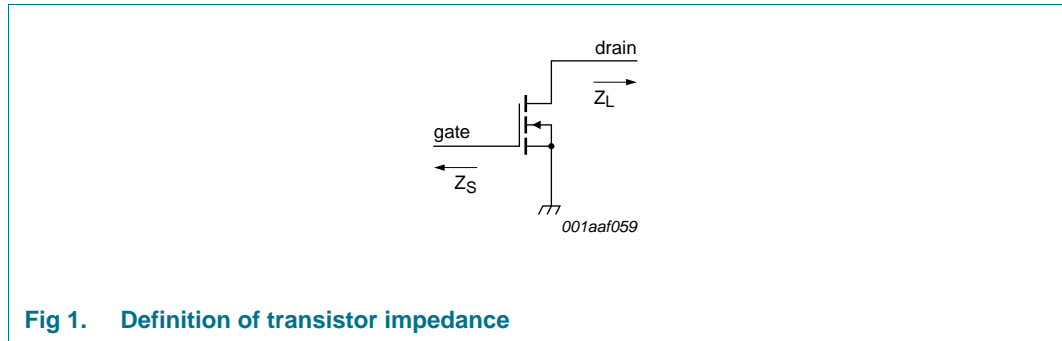 drain
Z_L
gate
Z_S
001aaf059
Fig 1. Definition of transistor impedance